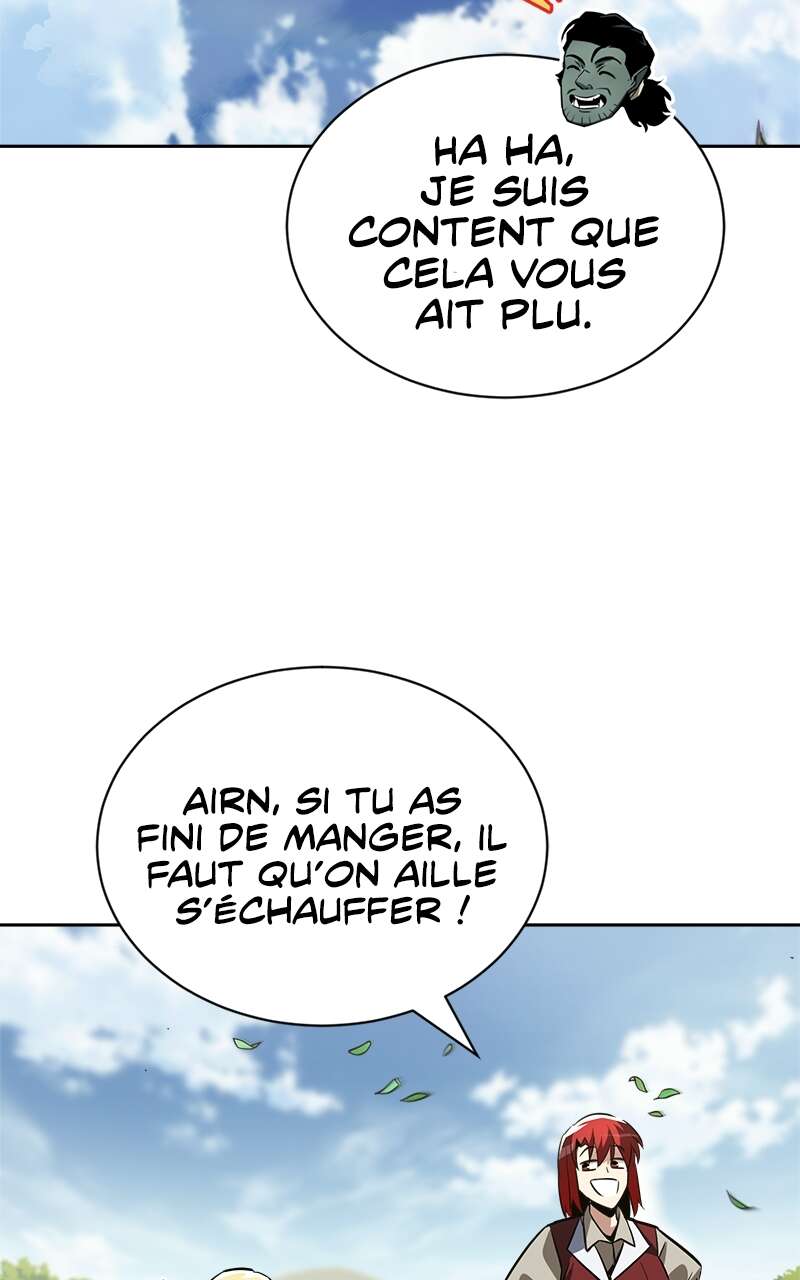 HA HA,
JE SUIS
CONTENT QUE
CELA VOUS
AIT PLU.
AIRN, SI TU AS
FINI DE MANGER, IL
FAUT QU'ON AILLE
S'ÉCHAUFFER !